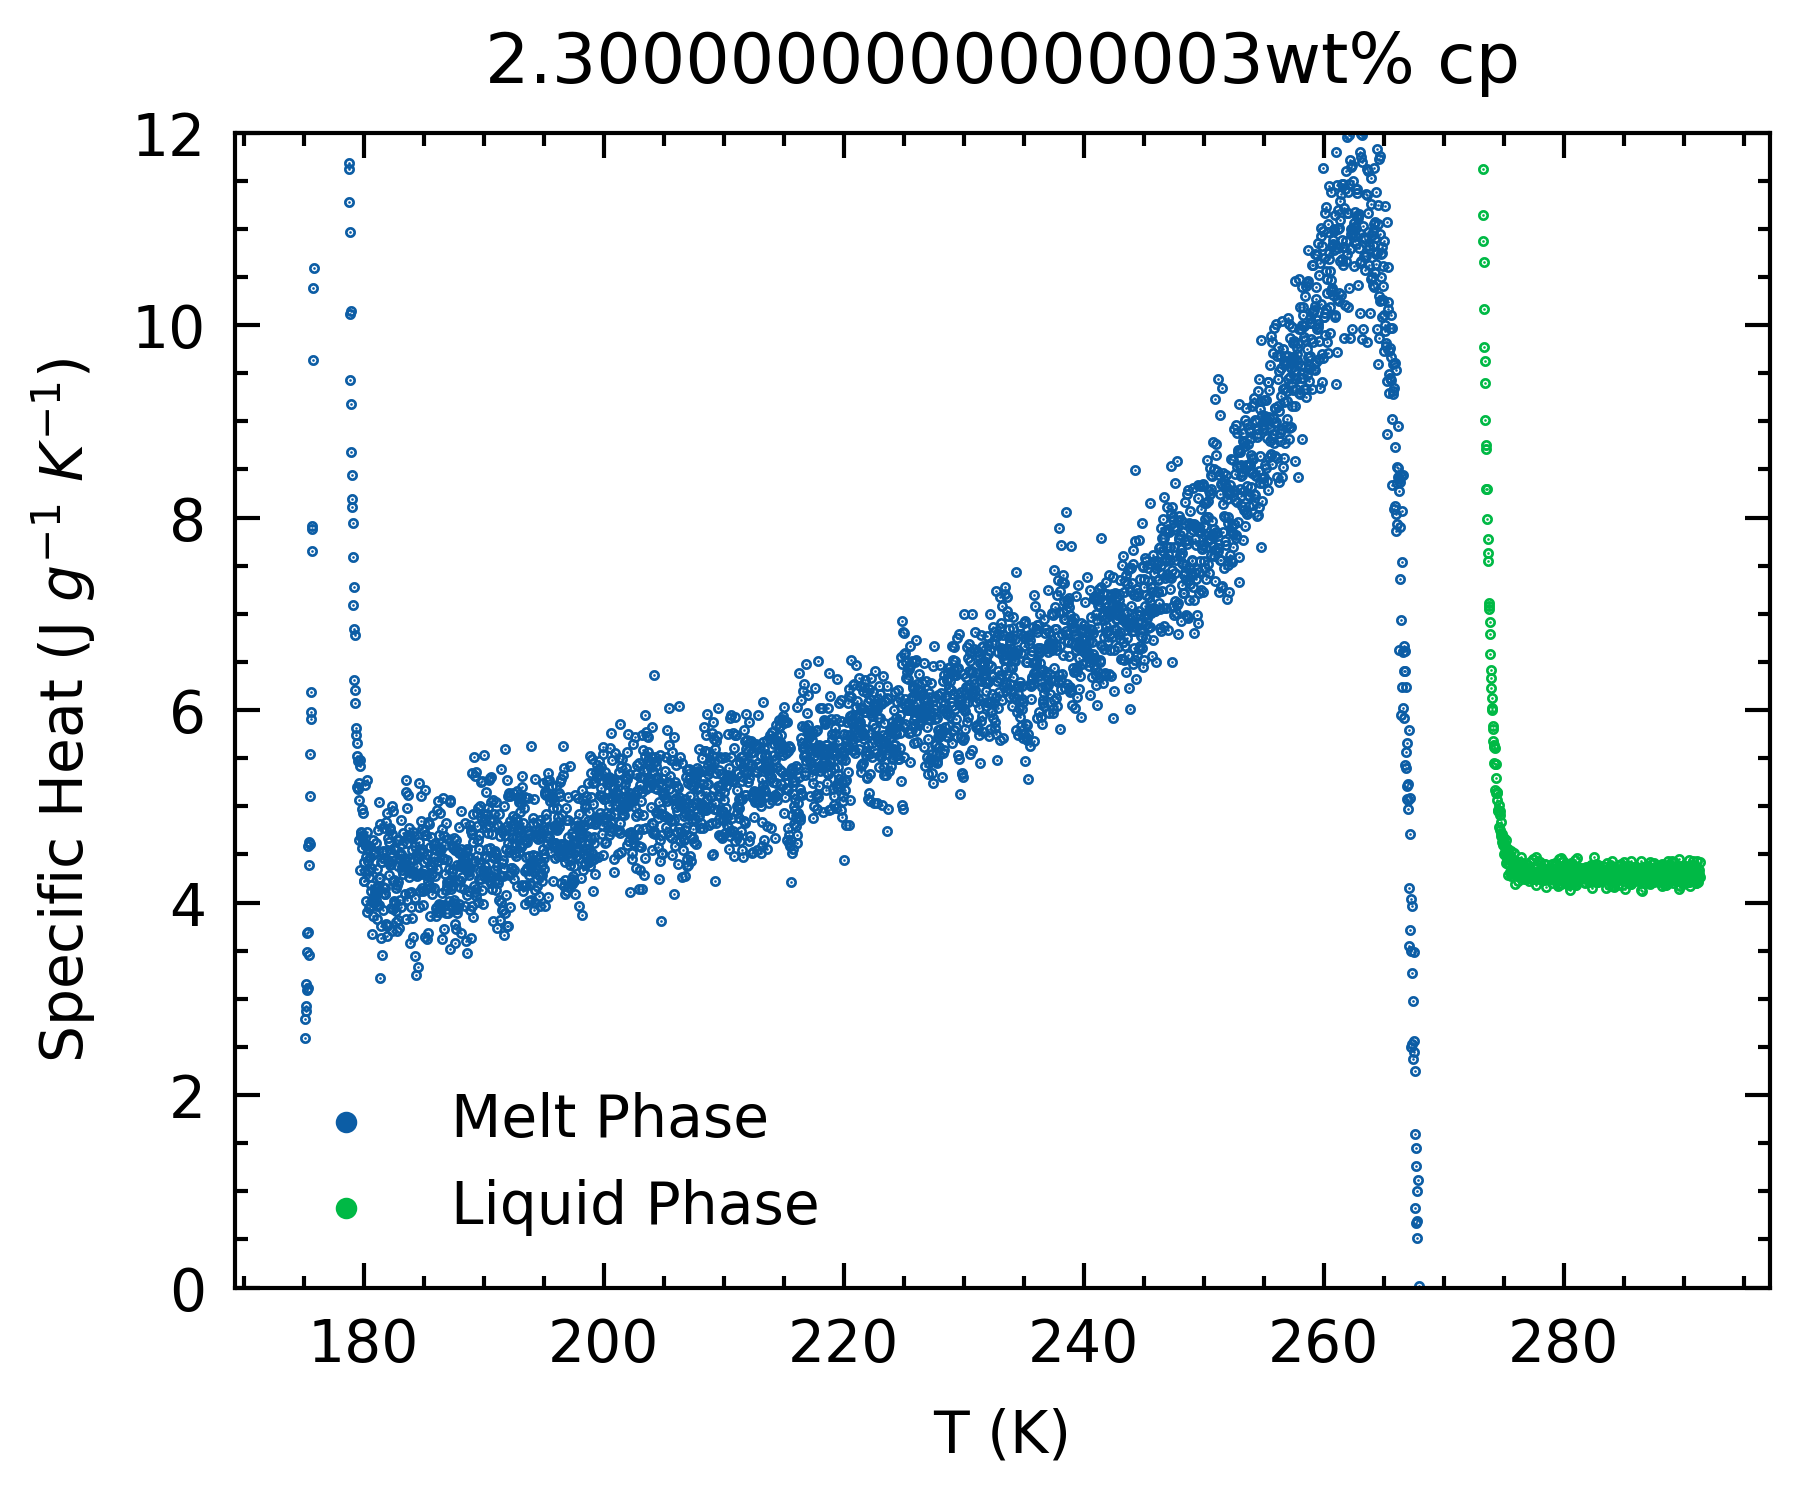 2.3000000000000003wt% cp
12
10
8
6
4
2
0
Specific Heat (J g⁻¹ K⁻¹)
Melt Phase
Liquid Phase
180 200 220 240 260 280
T (K)